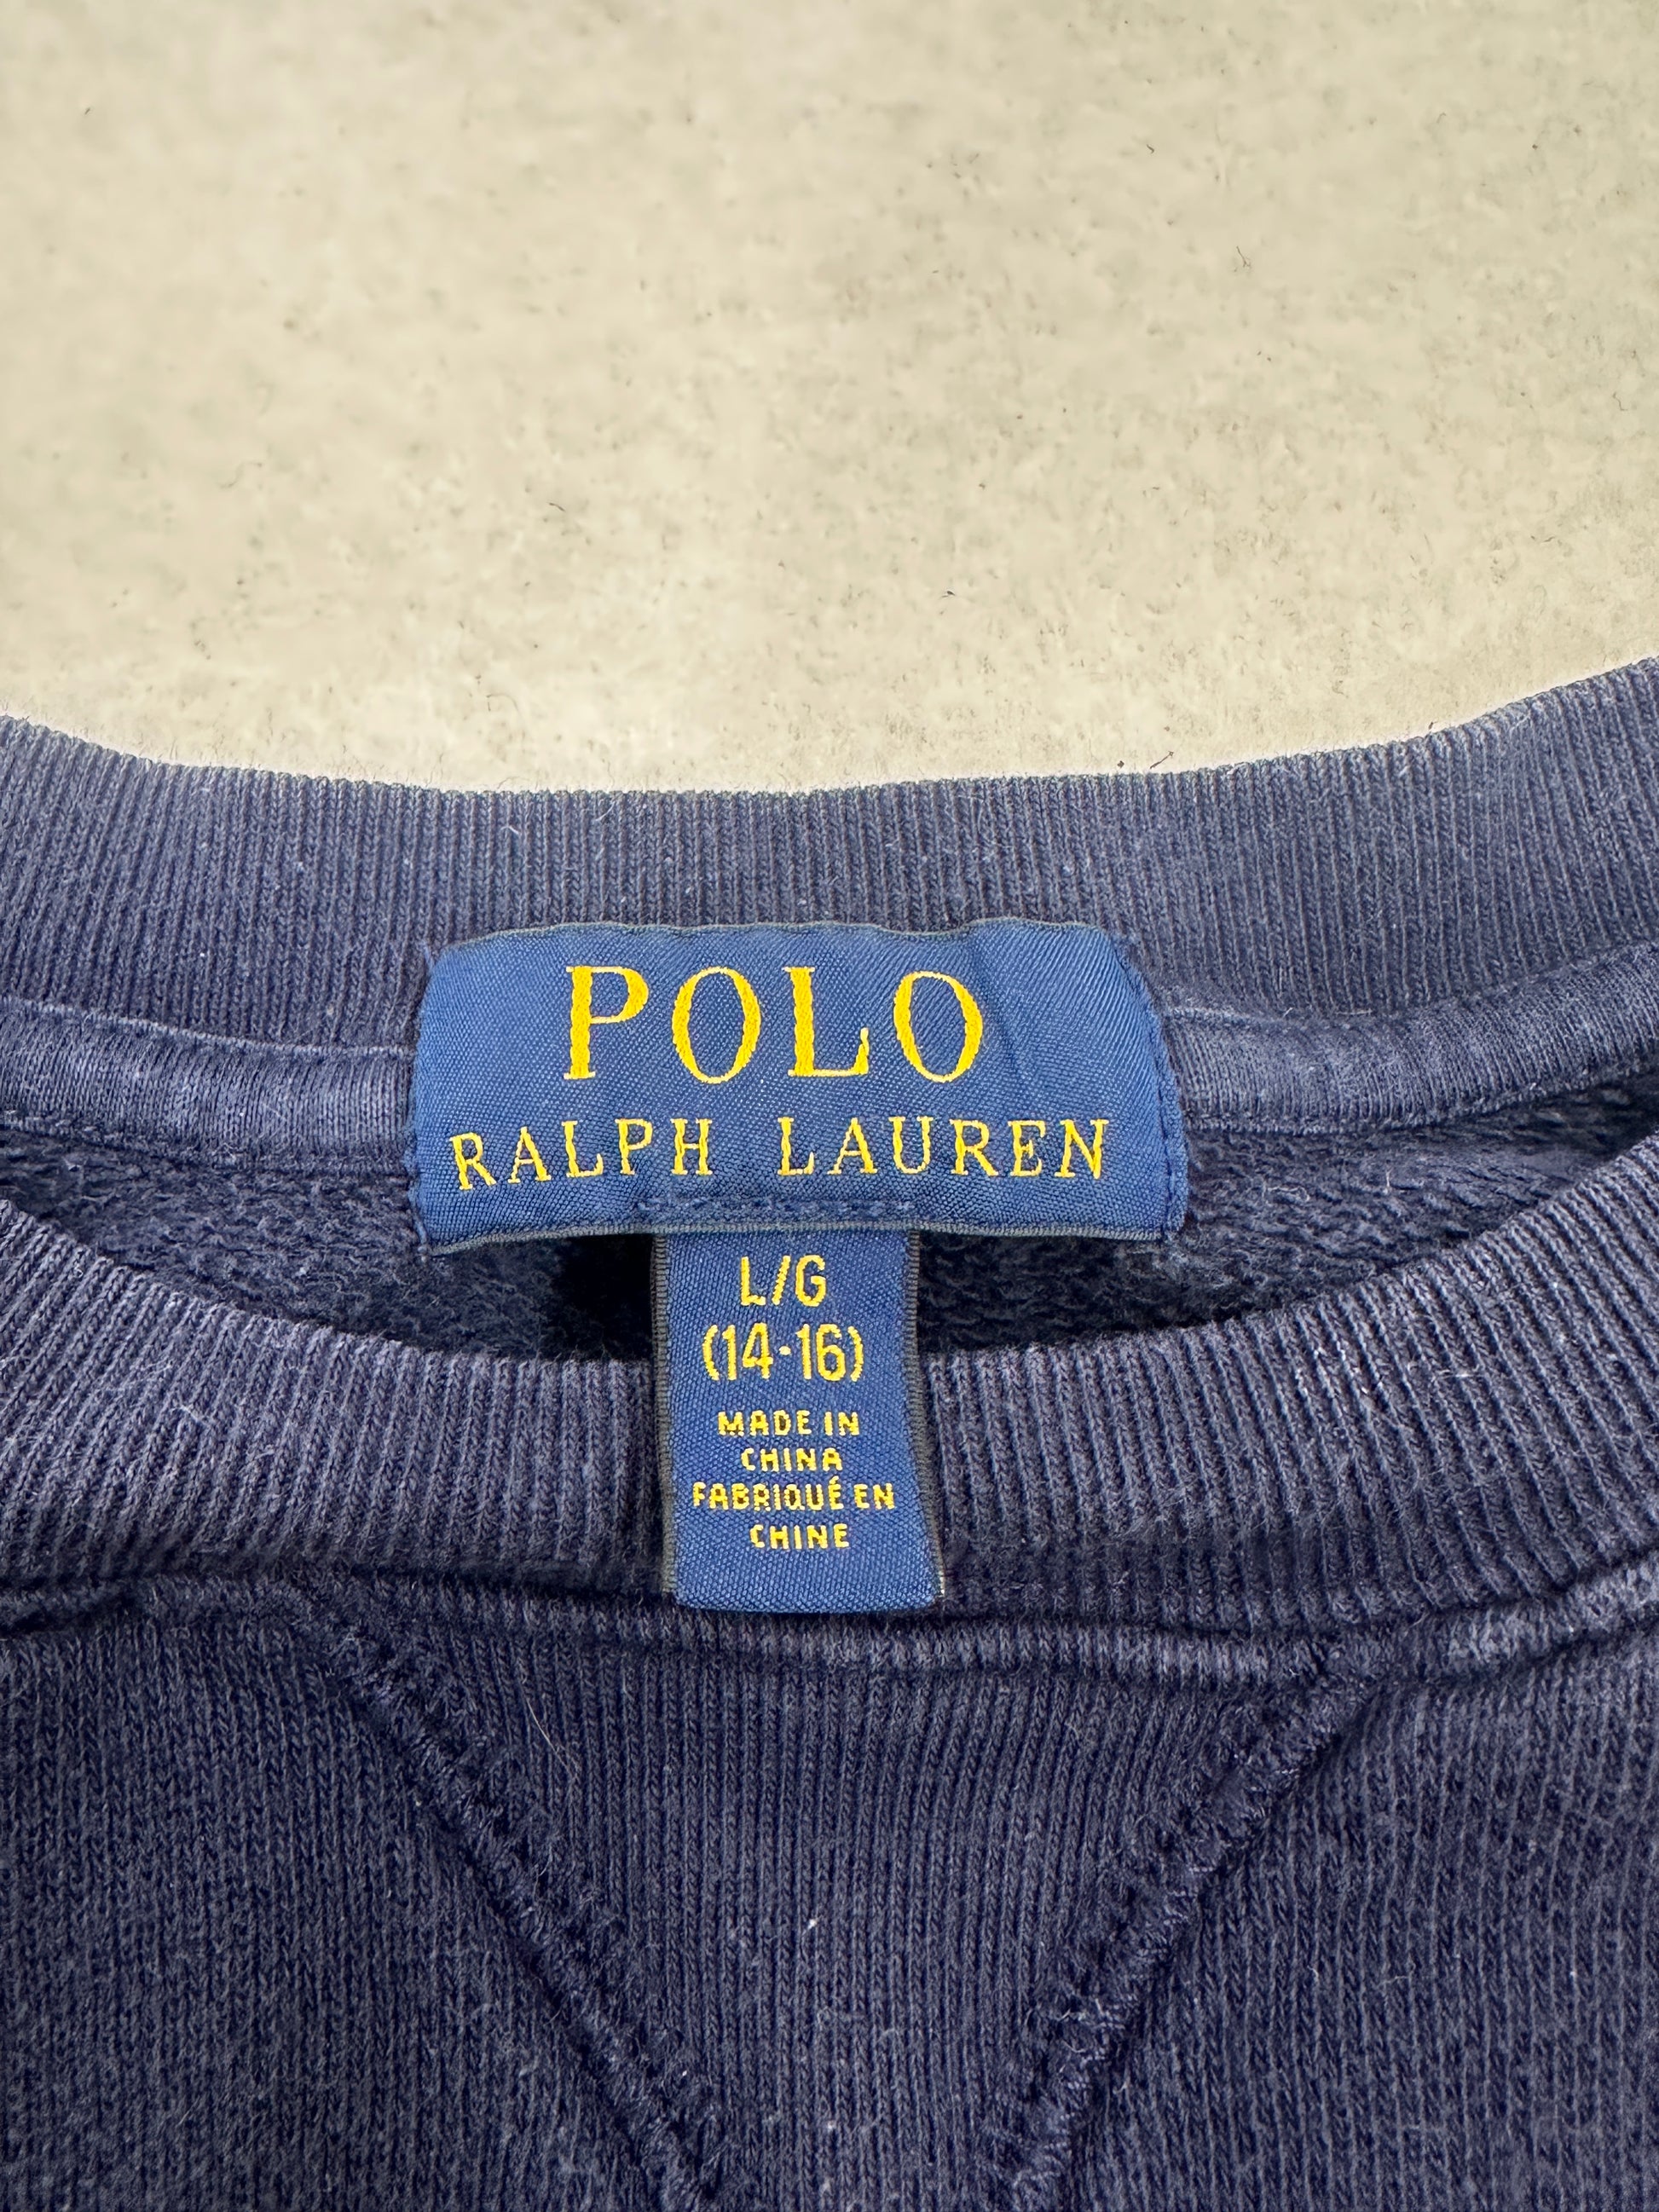 POLO
RALPH LAUREN
L/G
(14-16)
MADE IN
CHINA
FABRIQUÉ EN
CHINE